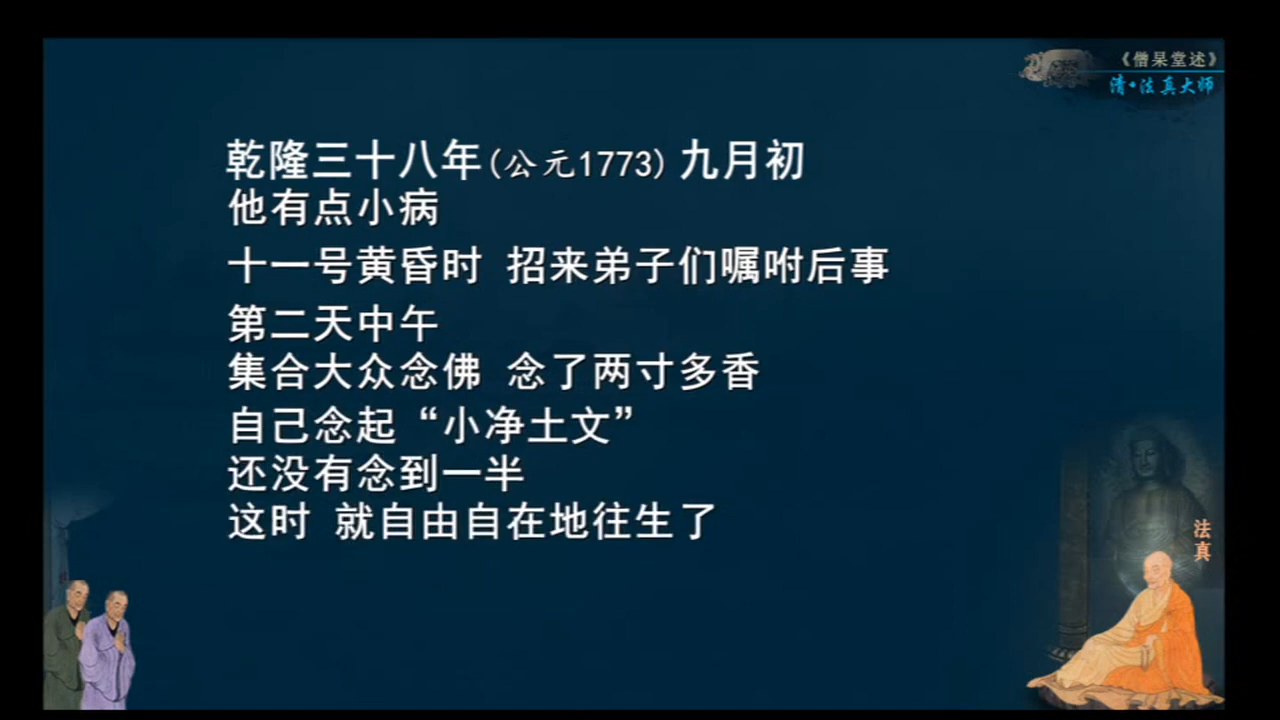 《僧杲堂述》
清·法真大师
乾隆三十八年(公元1773) 九月初
他有点小病
十一号黄昏时 招来弟子们嘱咐后事
第二天中午
集合大众念佛 念了两寸多香
自己念起“小净土文”
还没有念到一半
这时 就自由自在地往生了
法真